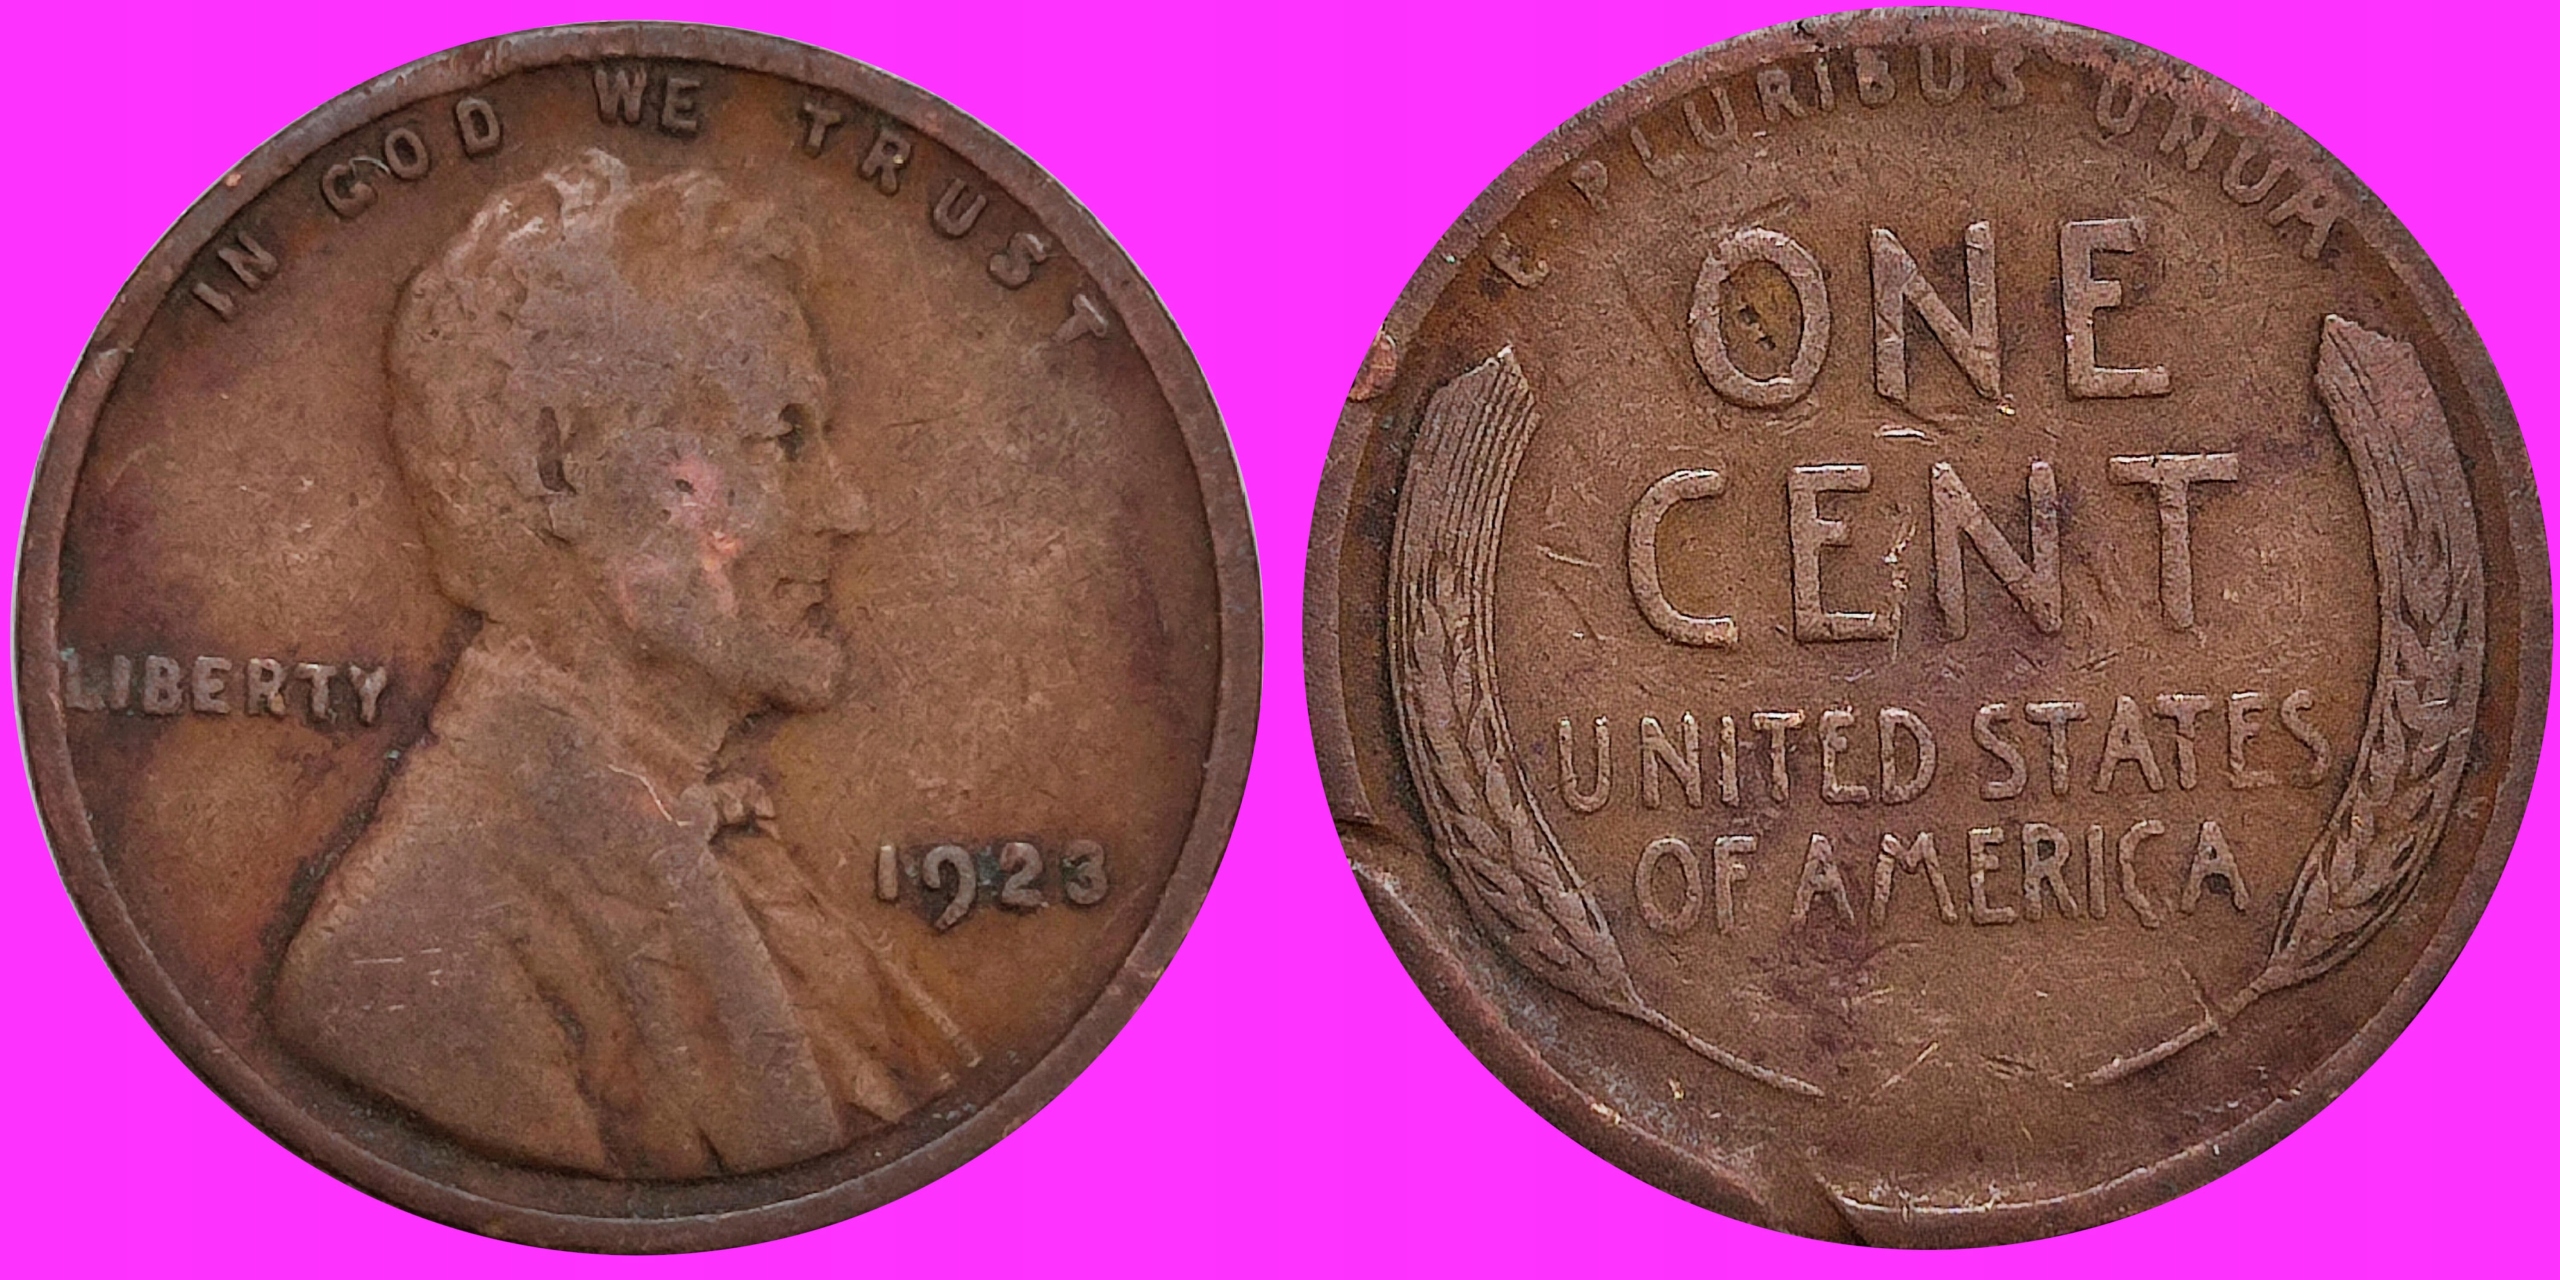 IN GOD WE TRUST
LIBERTY
1923
E·PLURIBUS·UNUM
ONE
CENT
UNITED STATES
OF AMERICA